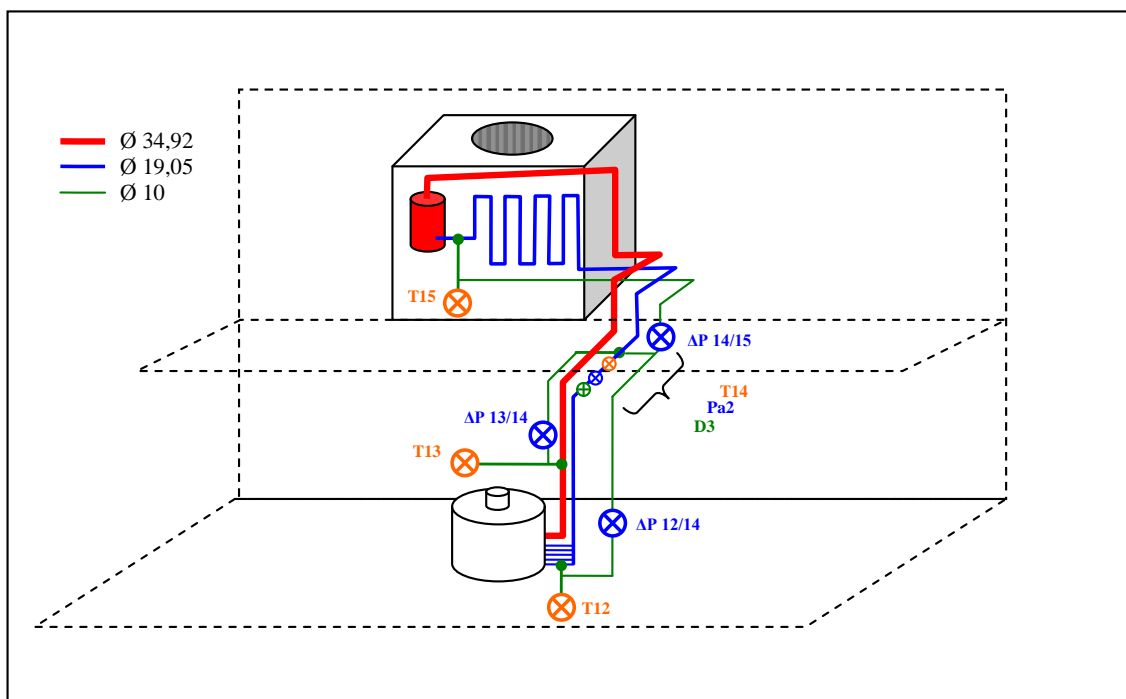 Ø 34,92
Ø 19,05
Ø 10
T15
ΔP 14/15
T14
Pa2
D3
ΔP 13/14
T13
ΔP 12/14
T12